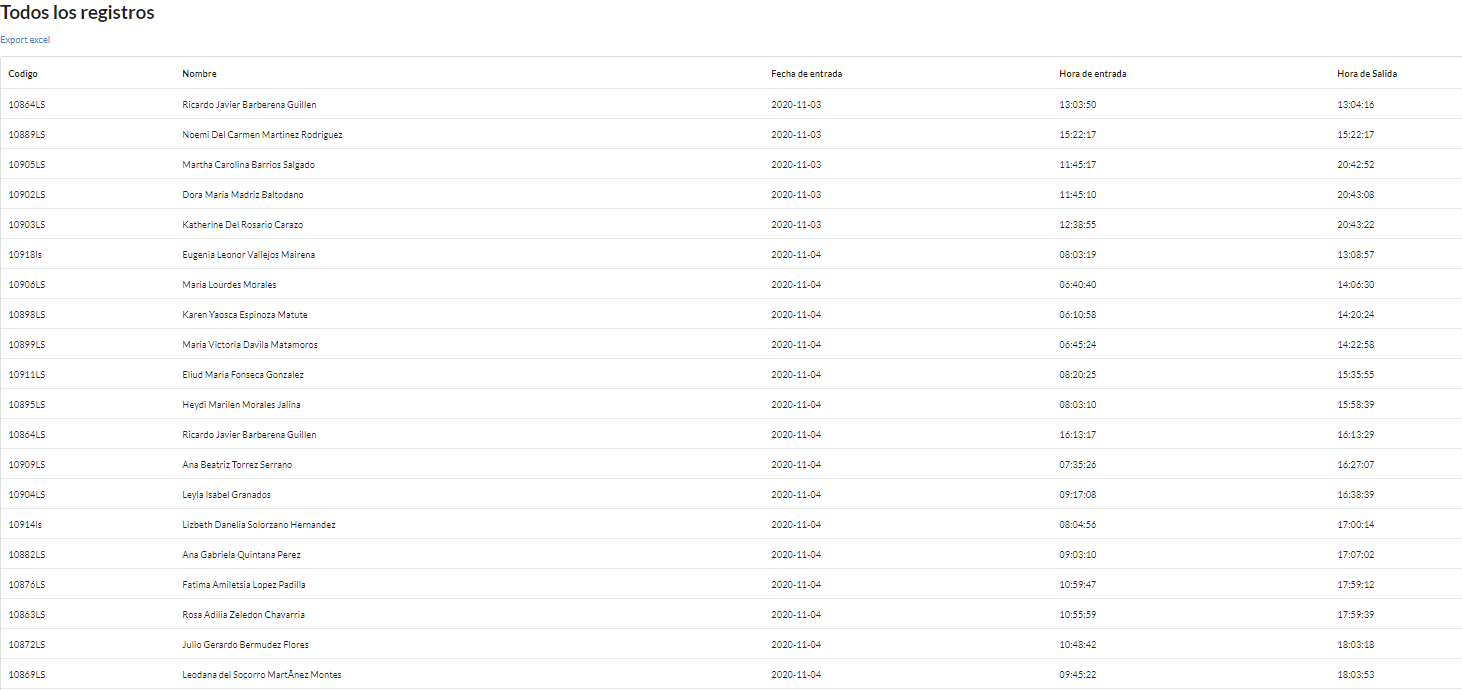 Todos los registros
Export excel
Codigo Nombre Fecha de entrada Hora de entrada Hora de Salida
10864LS Ricardo Javier Barberena Guillen 2020-11-03 13:03:50 13:04:16
10889LS Noemi Del Carmen Martinez Rodriguez 2020-11-03 15:22:17 15:22:17
10905LS Martha Carolina Barrios Salgado 2020-11-03 11:45:17 20:42:52
10902LS Dora Maria Madriz Baltodano 2020-11-03 11:45:10 20:43:08
10903LS Katherine Del Rosario Carazo 2020-11-03 12:38:55 20:43:22
10918ls Eugenia Leonor Vallejos Mairena 2020-11-04 08:03:19 13:08:57
10906LS Maria Lourdes Morales 2020-11-04 06:40:40 14:06:30
10898LS Karen Yaosca Espinoza Matute 2020-11-04 06:10:58 14:20:24
10899LS Maria Victoria Davila Matamoros 2020-11-04 06:45:24 14:22:58
10911LS Eliud Maria Fonseca Gonzalez 2020-11-04 08:20:25 15:35:55
10895LS Heydi Marilen Morales Jalina 2020-11-04 08:03:10 15:58:39
10864LS Ricardo Javier Barberena Guillen 2020-11-04 16:13:17 16:13:29
10909LS Ana Beatriz Torrez Serrano 2020-11-04 07:35:26 16:27:07
10904LS Leyla Isabel Granados 2020-11-04 09:17:08 16:38:39
10914ls Lizbeth Danelia Solorzano Hernandez 2020-11-04 08:04:56 17:00:14
10882LS Ana Gabriela Quintana Perez 2020-11-04 09:03:10 17:07:02
10876LS Fatima Amiletsia Lopez Padilla 2020-11-04 10:59:47 17:59:12
10863LS Rosa Adilia Zeledon Chavarria 2020-11-04 10:55:59 17:59:39
10872LS Julio Gerardo Bermudez Flores 2020-11-04 10:48:42 18:03:18
10869LS Leodana del Socorro MartÃnez Montes 2020-11-04 09:45:22 18:03:53